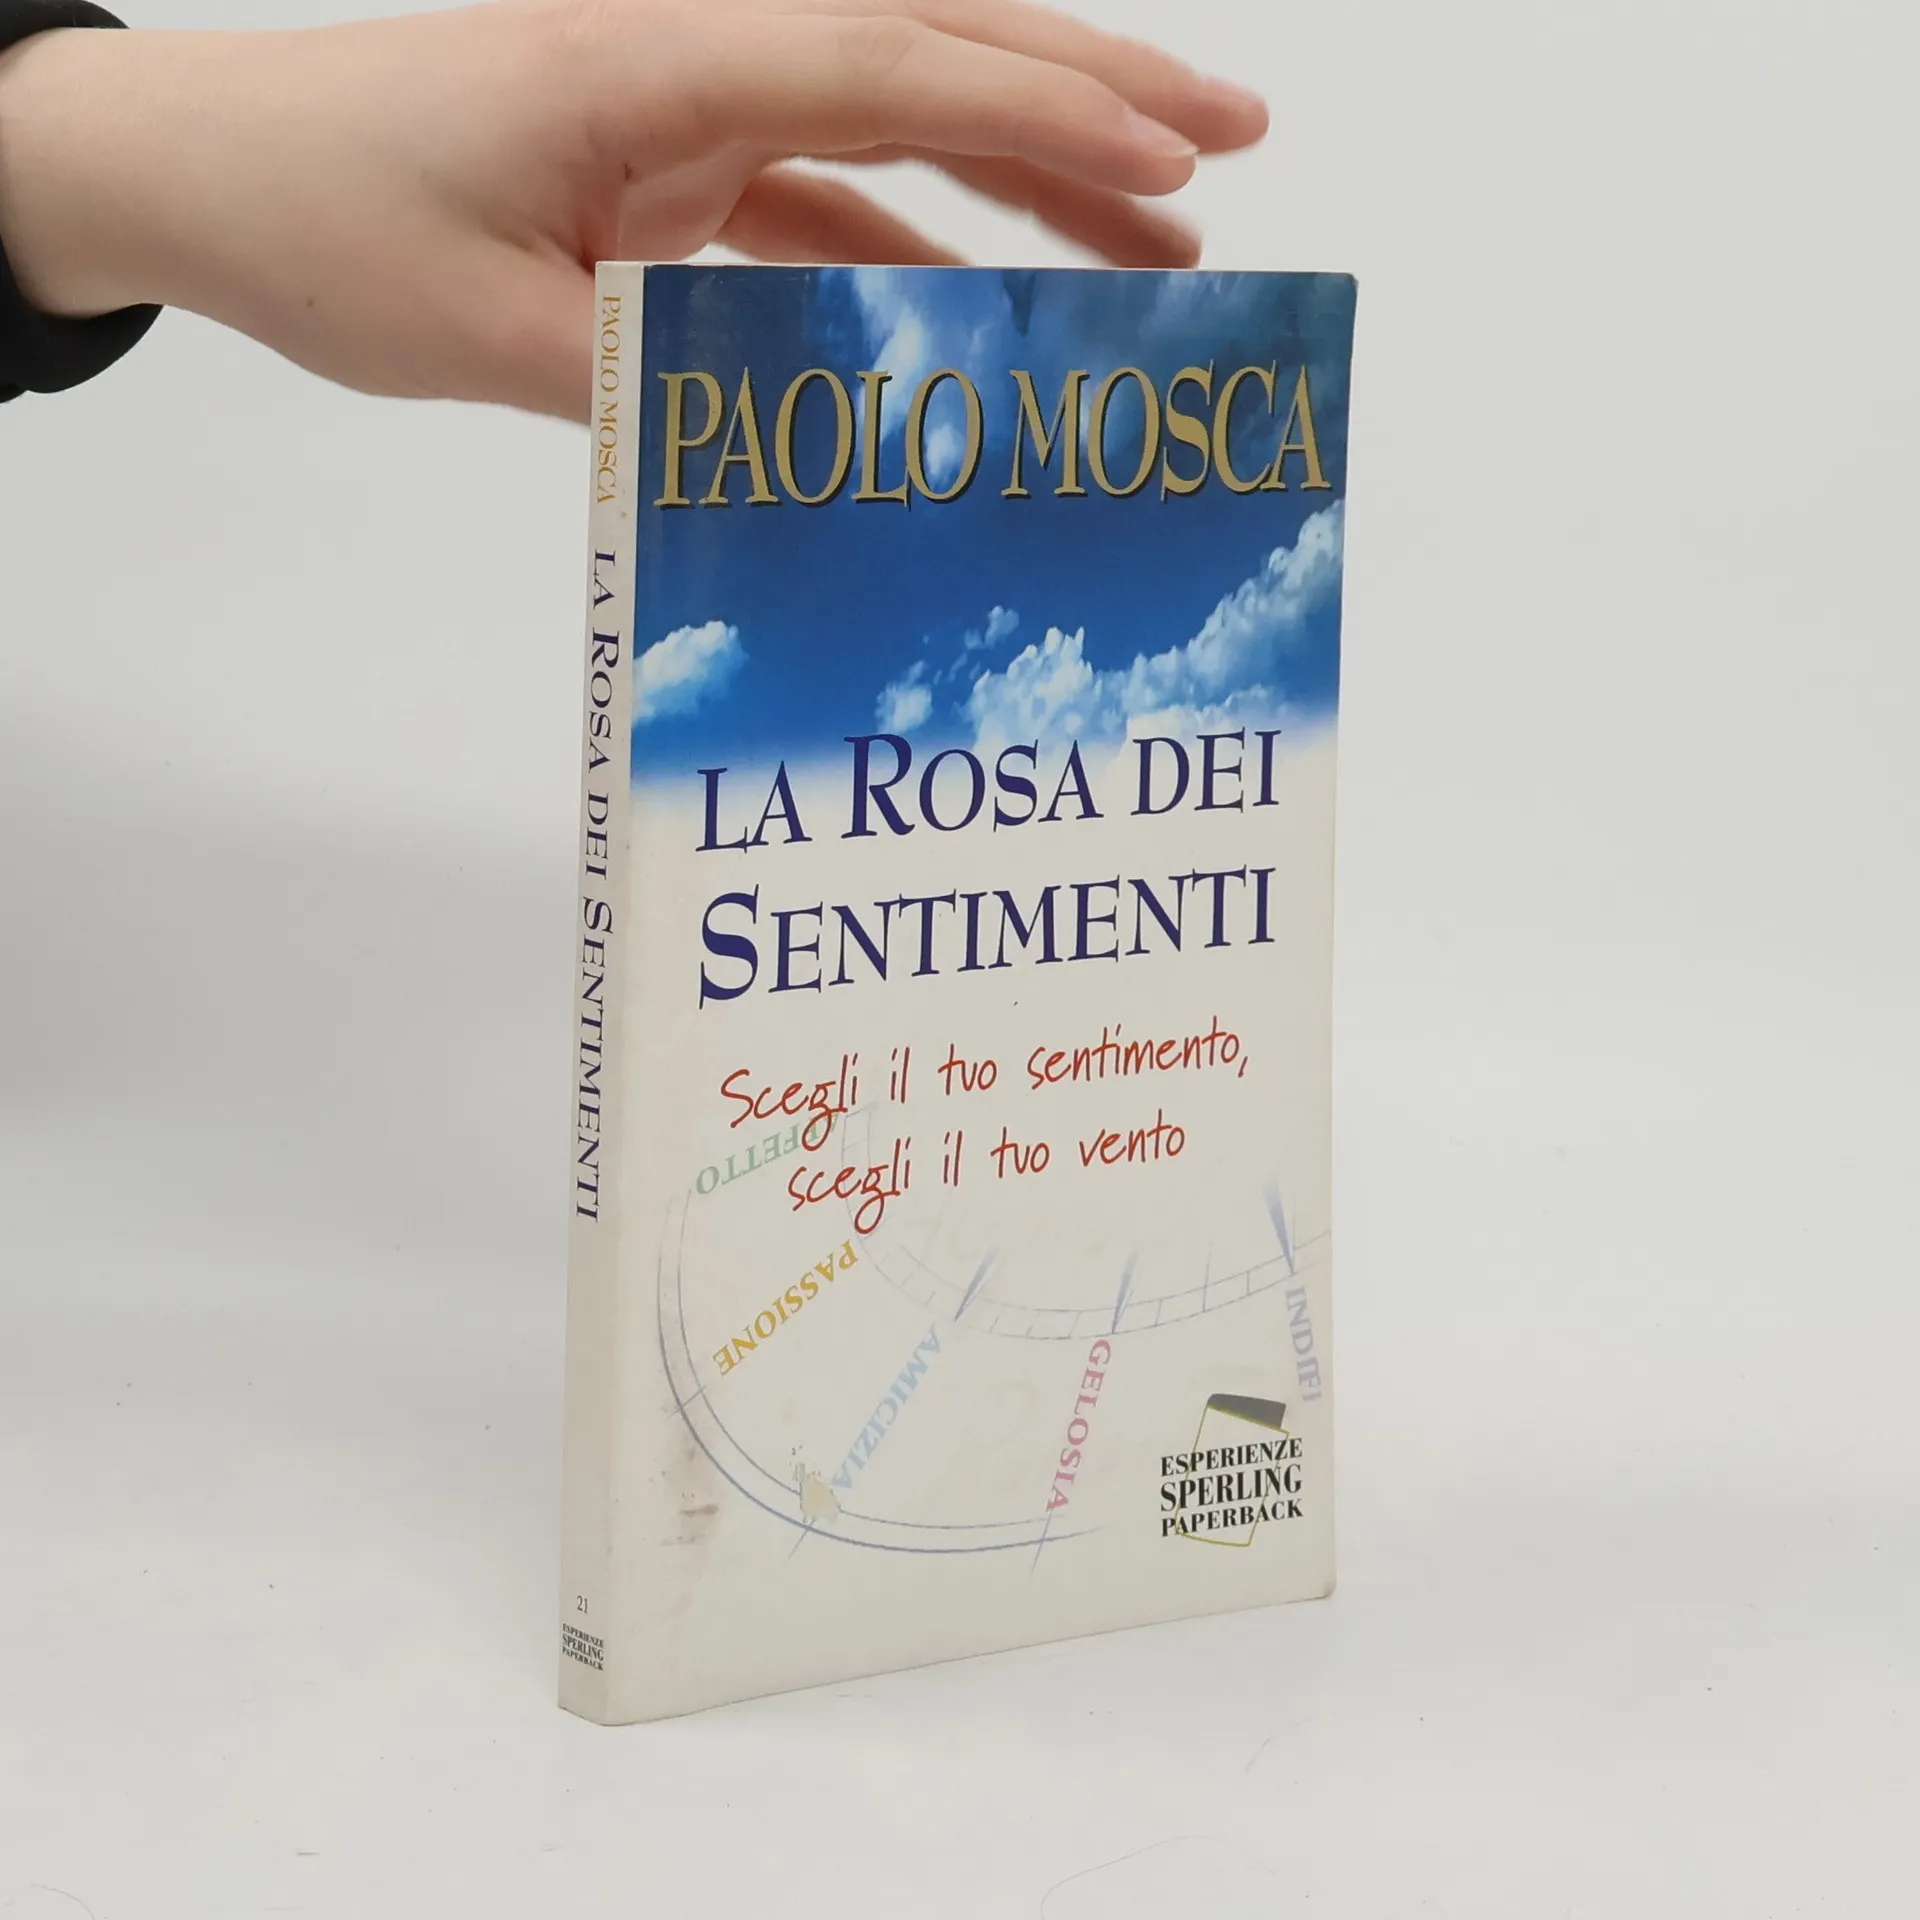 PAOLO MOSCA
LA ROSA DEI
SENTIMENTI
Scegli il tuo sentimento,
scegli il tuo vento
AFFETTO
PASSIONE
AMICIZIA
GELOSIA
INDIFI
ESPERIENZE
SPERLING
PAPERBACK
PAOLO MOSCA LA ROSA DEI SENTIMENTI
21
ESPERIENZE
SPERLING
PAPERBACK